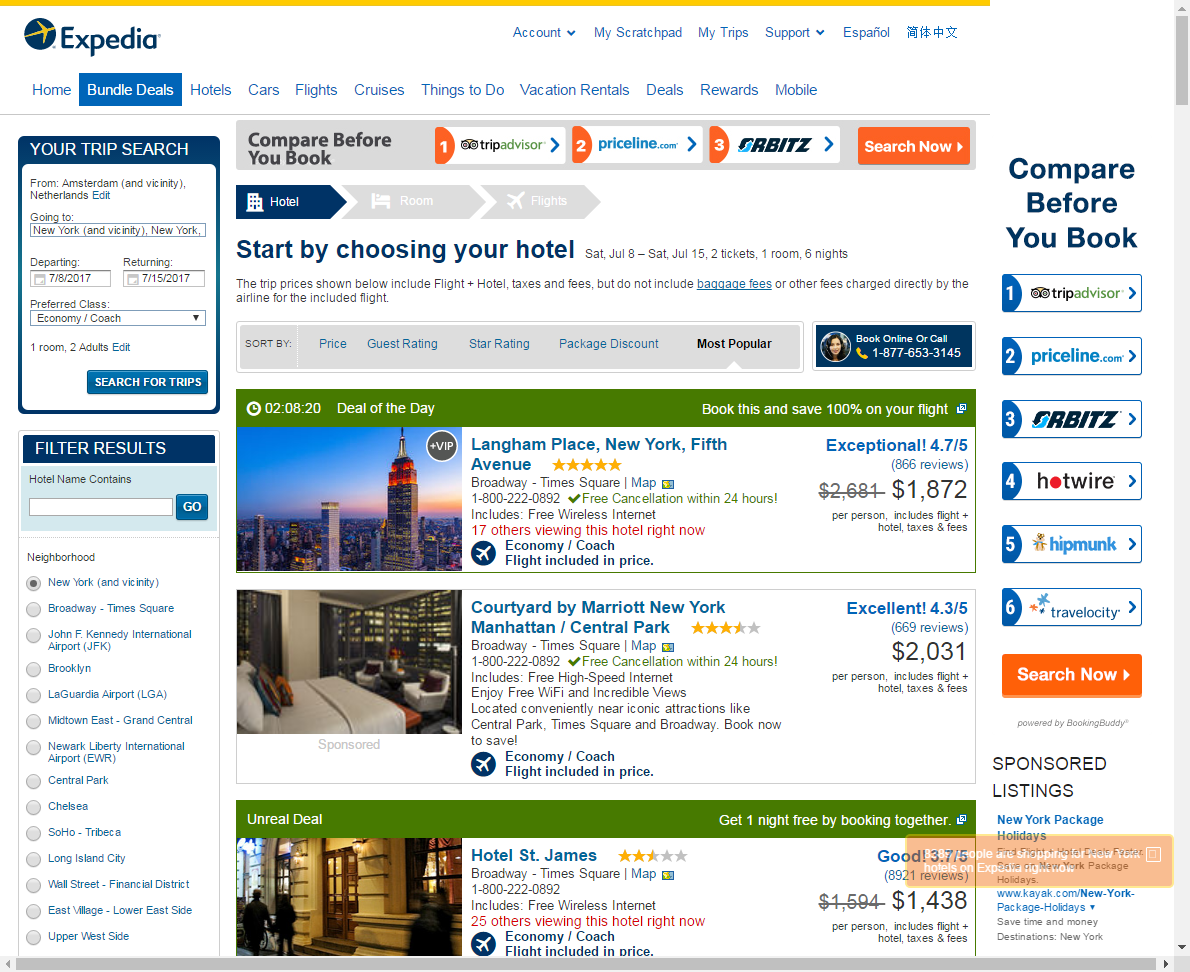 Expedia
Account
My Scratchpad
My Trips
Support
Español
简体中文
Home
Bundle Deals
Hotels
Cars
Flights
Cruises
Things to Do
Vacation Rentals
Deals
Rewards
Mobile
YOUR TRIP SEARCH
From: Amsterdam (and vicinity),
Netherlands Edit
Going to:
New York (and vicinity), New York,
Departing:
Returning:
7/8/2017
7/15/2017
Preferred Class:
Economy / Coach
1 room, 2 Adults Edit
SEARCH FOR TRIPS
FILTER RESULTS
Hotel Name Contains
GO
Neighborhood
New York (and vicinity)
Broadway - Times Square
John F. Kennedy International
Airport (JFK)
Brooklyn
LaGuardia Airport (LGA)
Midtown East - Grand Central
Newark Liberty International
Airport (EWR)
Central Park
Chelsea
SoHo - Tribeca
Long Island City
Wall Street - Financial District
East Village - Lower East Side
Upper West Side
Compare Before
You Book
1 tripadvisor
2 priceline.com
3 ORBITZ
Search Now
Hotel
Room
Flights
Start by choosing your hotel
Sat, Jul 8 – Sat, Jul 15, 2 tickets, 1 room, 6 nights
The trip prices shown below include Flight + Hotel, taxes and fees, but do not include baggage fees or other fees charged directly by the
airline for the included flight.
SORT BY:
Price
Guest Rating
Star Rating
Package Discount
Most Popular
Book Online Or Call
1-877-653-3145
02:08:20
Deal of the Day
Book this and save 100% on your flight
+VIP
Langham Place, New York, Fifth
Avenue
Broadway - Times Square | Map
1-800-222-0892 Free Cancellation within 24 hours!
Includes: Free Wireless Internet
17 others viewing this hotel right now
Economy / Coach
Flight included in price.
Exceptional! 4.7/5
(866 reviews)
$2,681 $1,872
per person, includes flight +
hotel, taxes & fees
Sponsored
Courtyard by Marriott New York
Manhattan / Central Park
Broadway - Times Square | Map
1-800-222-0892 Free Cancellation within 24 hours!
Includes: Free High-Speed Internet
Enjoy Free WiFi and Incredible Views
Located conveniently near iconic attractions like
Central Park, Times Square and Broadway. Book now
to save!
Economy / Coach
Flight included in price.
Excellent! 4.3/5
(669 reviews)
$2,031
per person, includes flight +
hotel, taxes & fees
Unreal Deal
Get 1 night free by booking together.
Hotel St. James
Broadway - Times Square | Map
1-800-222-0892
Includes: Free Wireless Internet
25 others viewing this hotel right now
Economy / Coach
Flight included in price.
Good! 3.7/5
(8921 reviews)
$1,594 $1,438
per person, includes flight +
hotel, taxes & fees
Compare
Before
You Book
1 tripadvisor
2 priceline.com
3 ORBITZ
4 hotwire
5 hipmunk
6 travelocity
Search Now
powered by BookingBuddy
SPONSORED
LISTINGS
New York Package
Holidays
Find Flight + Hotel Deals Faster.
Save on New York Package
Holidays.
www.kayak.com/New-York-
Package-Holidays
Save time and money
Destinations: New York
people are shopping for New York
hotels on Expedia right now